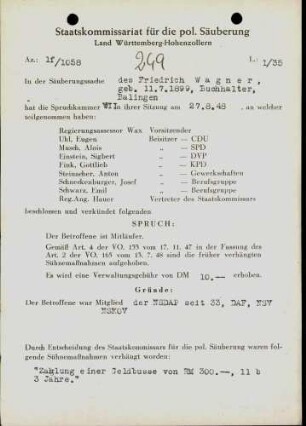 Staatskommissariat für die pol. Säuberung
Land Württemberg-Hohenzollern
Az.: 1f/1058
249
L: 1/35
In der Säuberungssache des Friedrich Wagner,
geb. 11.7.1899, Buchhalter,
Balingen
hat die Spruchkammer VII in ihrer Sitzung am 27.8.48 , an welcher
teilgenommen haben:
Regierungsassessor Wax Vorsitzender
Uhl, Eugen Beisitzer — CDU
Musch, Alois „ — SPD
Einstein, Sigbert „ — DVP
Fink, Gottlieb „ — KPD
Steinacher, Anton „ — Gewerkschaften
Schneckenburger, Josef „ — Berufsgruppe
Schwarz, Emil „ — Berufsgruppe
Reg.Ang. Hauer Vertreter des Staatskommissars
beschlossen und verkündet folgenden
SPRUCH:
Der Betroffene ist Mitläufer.
Gemäß Art. 4 der VO. 133 vom 17. 11. 47 in der Fassung des
Art. 2 der VO. 165 vom 13. 7. 48 sind die früher verhängten
Sühnemaßnahmen aufgehoben.
Es wird eine Verwaltungsgebühr von DM 10.-- erhoben.
Gründe:
Der Betroffene war Mitglied der NSDAP seit 33, DAF, NSV
NSKOV
Durch Entscheidung des Staatskommissars für die pol. Säuberung waren fol-
gende Sühnemaßnahmen verhängt worden:
"Zahlung einer Geldbusse von RM 300.--, 11 b
3 Jahre."